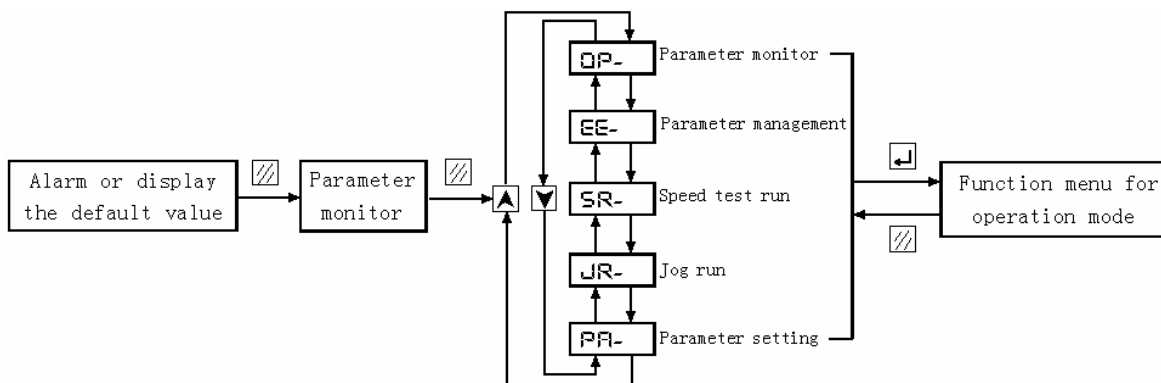 Alarm or display
the default value
Parameter
monitor
OP-
Parameter monitor
EE-
Parameter management
SR-
Speed test run
JR-
Jog run
PA-
Parameter setting
Function menu for
operation mode